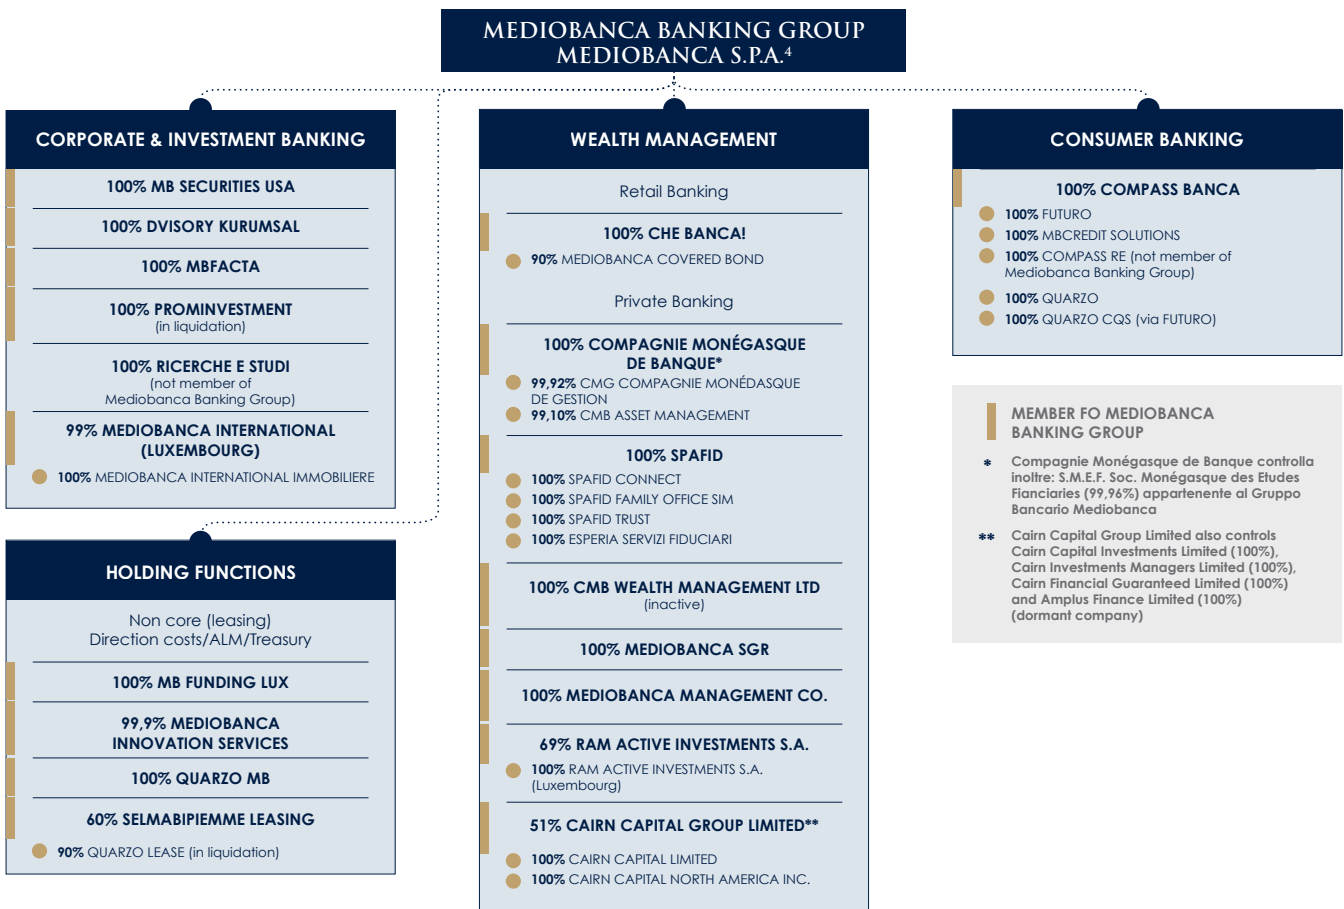 MEDIOBANCA BANKING GROUP
MEDIOBANCA S.P.A.⁴
CORPORATE & INVESTMENT BANKING
100% MB SECURITIES USA
100% DVISORY KURUMSAL
100% MBFACTA
100% PROMINVESTMENT
(in liquidation)
100% RICERCHE E STUDI
(not member of
Mediobanca Banking Group)
99% MEDIOBANCA INTERNATIONAL
(LUXEMBOURG)
100% MEDIOBANCA INTERNATIONAL IMMOBILIERE
HOLDING FUNCTIONS
Non core (leasing)
Direction costs/ALM/Treasury
100% MB FUNDING LUX
99,9% MEDIOBANCA
INNOVATION SERVICES
100% QUARZO MB
60% SELMABIPIEMME LEASING
90% QUARZO LEASE (in liquidation)
WEALTH MANAGEMENT
Retail Banking
100% CHE BANCA!
90% MEDIOBANCA COVERED BOND
Private Banking
100% COMPAGNIE MONÉGASQUE
DE BANQUE*
99,92% CMG COMPAGNIE MONÉDASQUE
DE GESTION
99,10% CMB ASSET MANAGEMENT
100% SPAFID
100% SPAFID CONNECT
100% SPAFID FAMILY OFFICE SIM
100% SPAFID TRUST
100% ESPERIA SERVIZI FIDUCIARI
100% CMB WEALTH MANAGEMENT LTD
(inactive)
100% MEDIOBANCA SGR
100% MEDIOBANCA MANAGEMENT CO.
69% RAM ACTIVE INVESTMENTS S.A.
100% RAM ACTIVE INVESTMENTS S.A.
(Luxembourg)
51% CAIRN CAPITAL GROUP LIMITED**
100% CAIRN CAPITAL LIMITED
100% CAIRN CAPITAL NORTH AMERICA INC.
CONSUMER BANKING
100% COMPASS BANCA
100% FUTURO
100% MBCREDIT SOLUTIONS
100% COMPASS RE (not member of
Mediobanca Banking Group)
100% QUARZO
100% QUARZO CQS (via FUTURO)
MEMBER FO MEDIOBANCA
BANKING GROUP
* Compagnie Monégasque de Banque controlla
inoltre: S.M.E.F. Soc. Monégasque des Etudes
Fianciaries (99,96%) appartenente al Gruppo
Bancario Mediobanca
** Cairn Capital Group Limited also controls
Cairn Capital Investments Limited (100%),
Cairn Investments Managers Limited (100%),
Cairn Financial Guaranteed Limited (100%)
and Amplus Finance Limited (100%)
(dormant company)